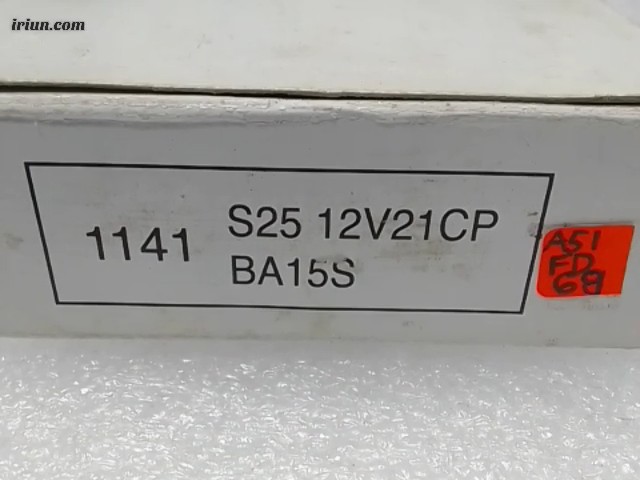 iriun.com
1141
S25 12V21CP
BA15S
A51
FD
68